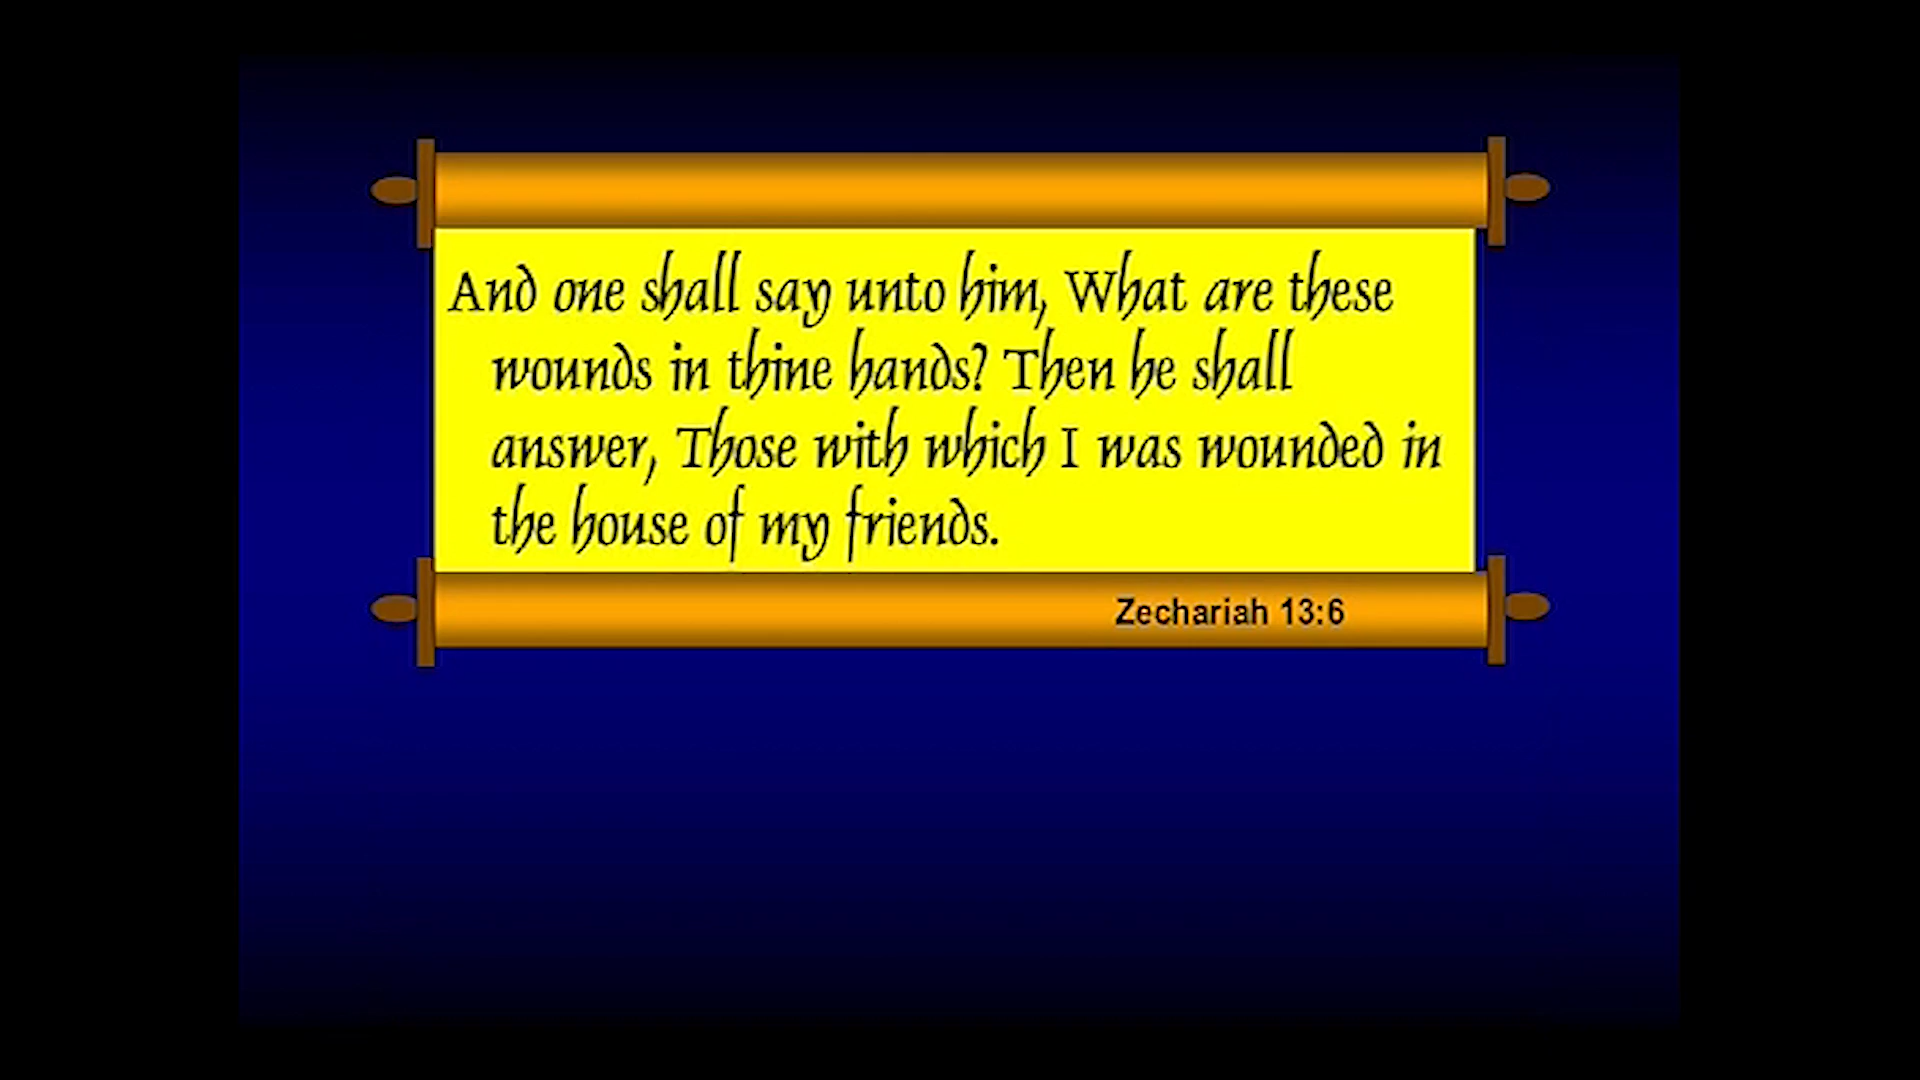 And one shall say unto him, What are these
wounds in thine hands? Then he shall
answer, Those with which I was wounded in
the house of my friends.
Zechariah 13:6